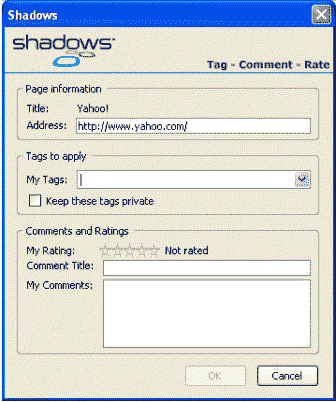 Shadows
shadows™
Tag - Comment - Rate
Page information
Title: Yahoo!
Address: http://www.yahoo.com/
Tags to apply
My Tags:
Keep these tags private
Comments and Ratings
My Rating: Not rated
Comment Title:
My Comments:
OK Cancel